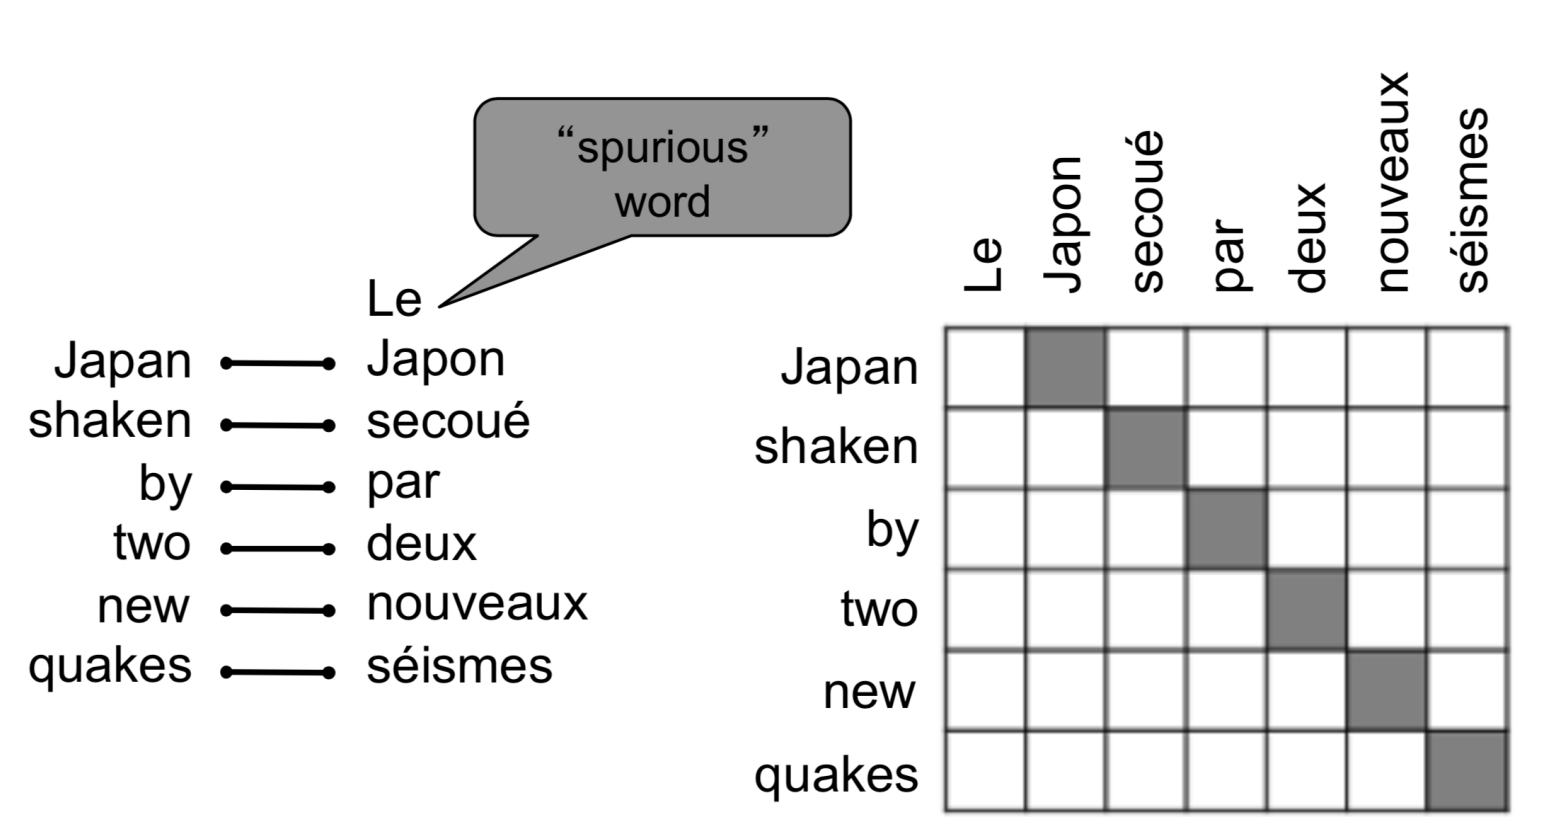 “spurious”
word
Le
Japan Japon
shaken secoué
by par
two deux
new nouveaux
quakes séismes
Le Japon secoué par deux nouveaux séismes
Japan
shaken
by
two
new
quakes